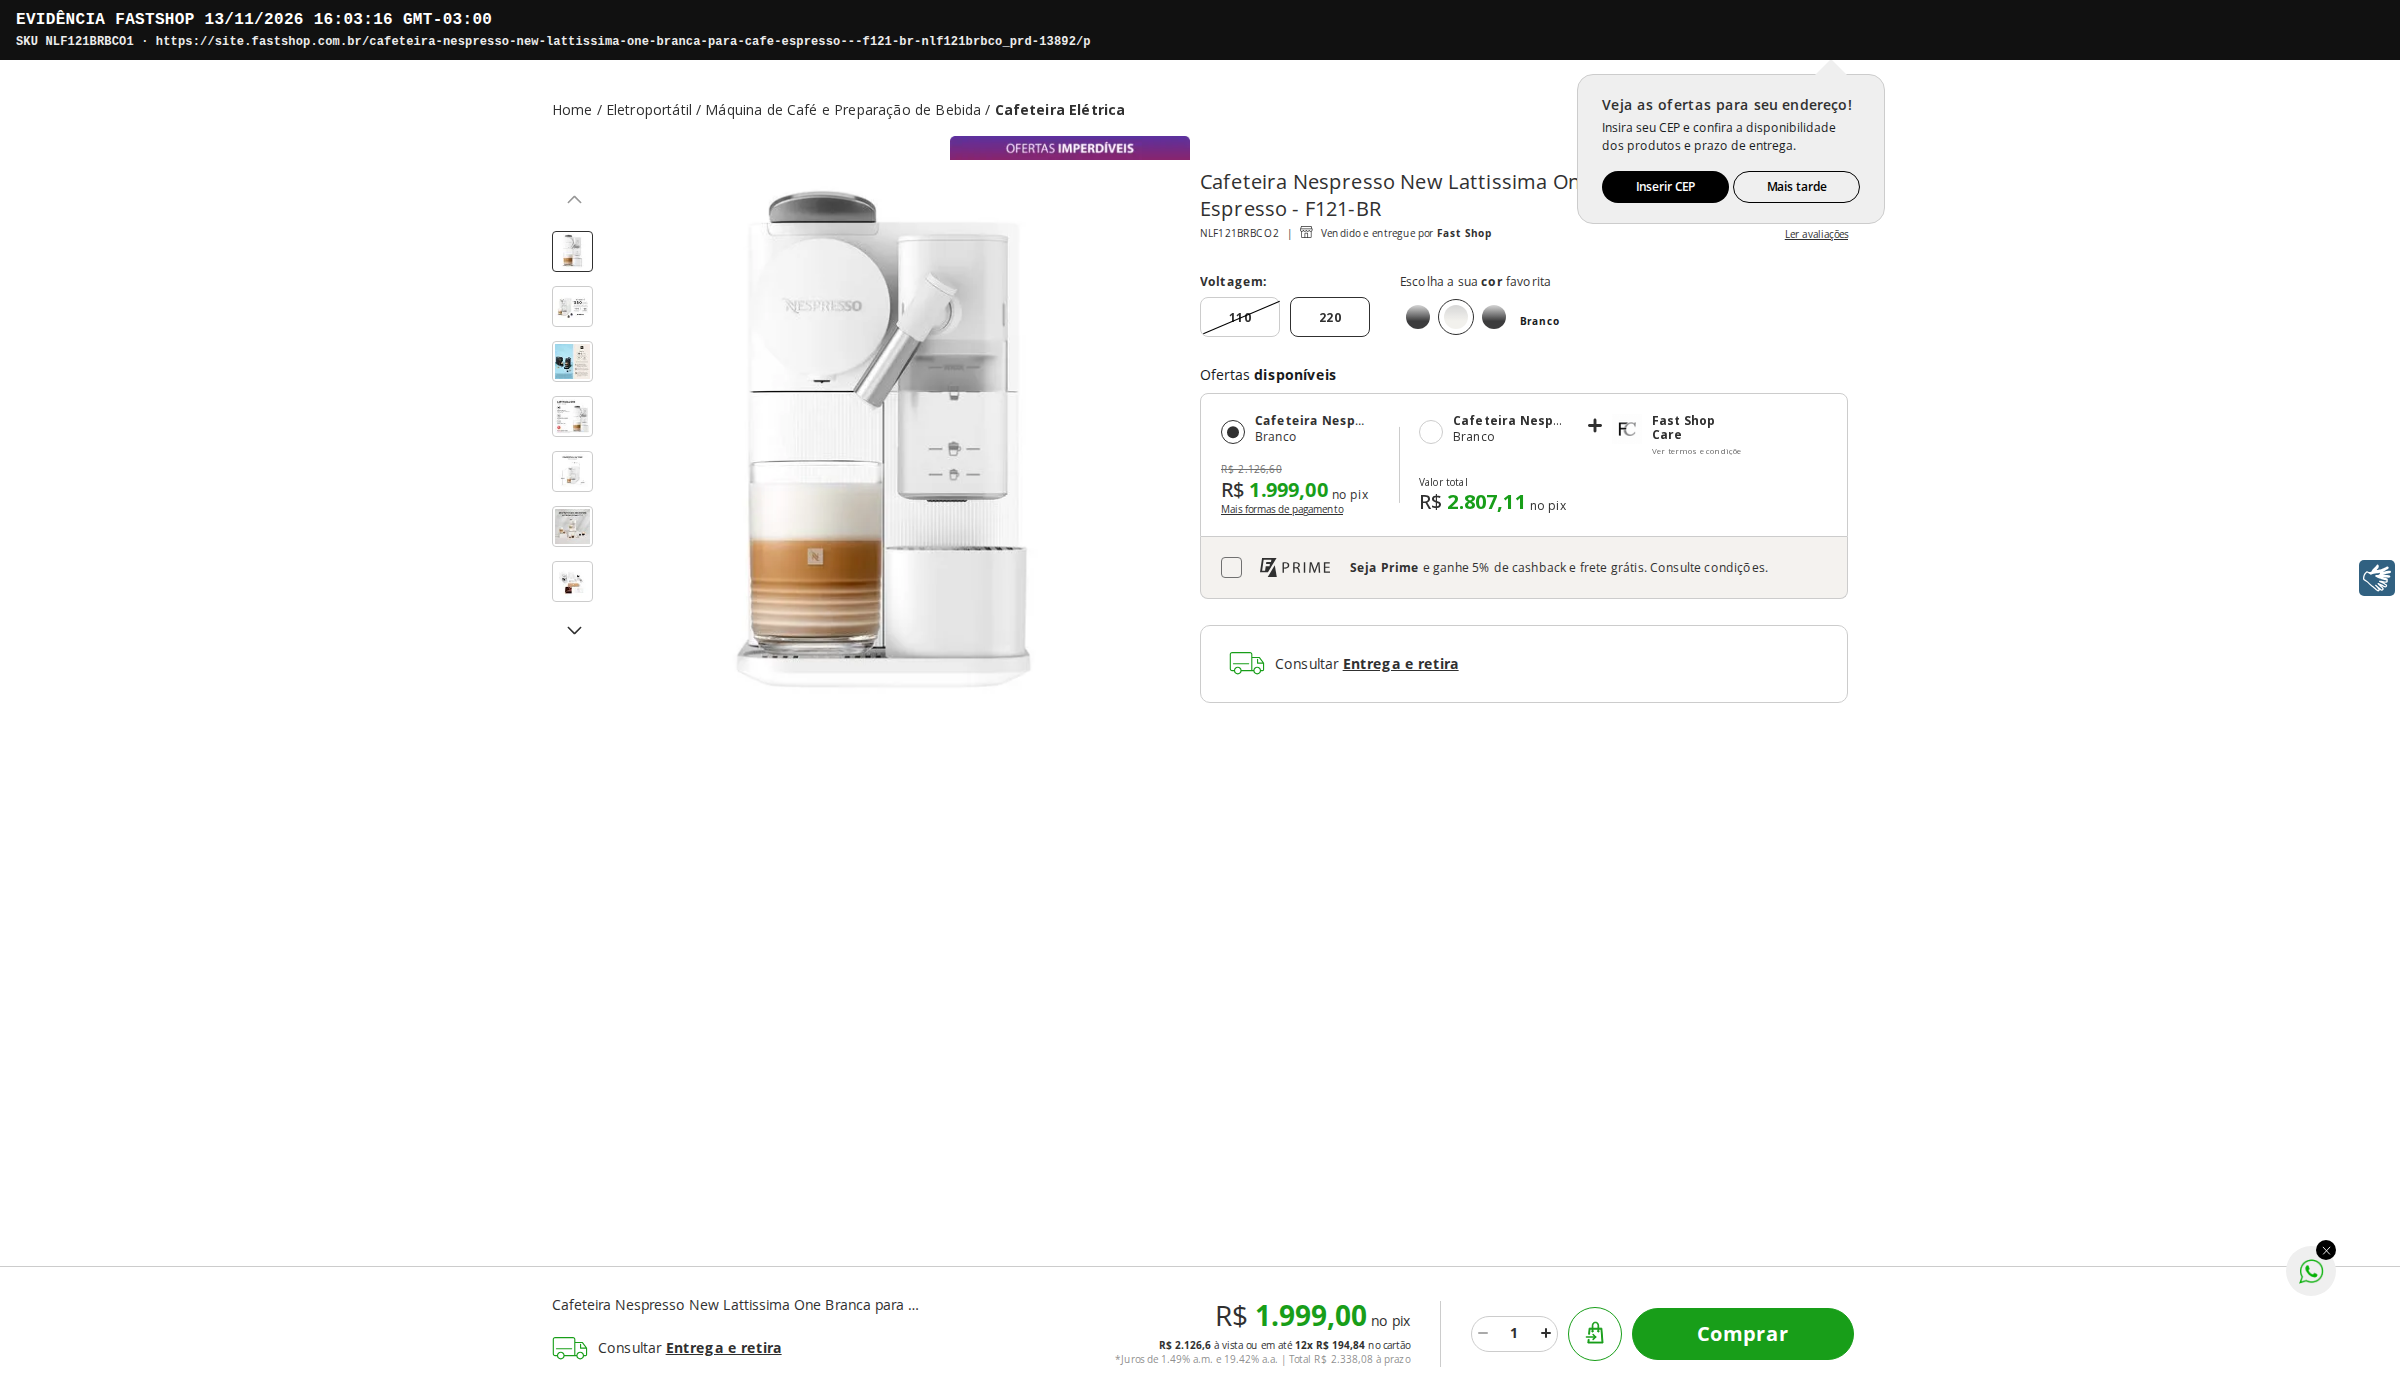 EVIDÊNCIA FASTSHOP 13/11/2026 16:03:16 GMT-03:00
SKU NLF121BRBCO1 · https://site.fastshop.com.br/cafeteira-nespresso-new-lattissima-one-branca-para-cafe-espresso---f121-br-nlf121brbco_prd-13892/p
Home / Eletroportátil / Máquina de Café e Preparação de Bebida / Cafeteira Elétrica
Veja as ofertas para seu endereço!
Insira seu CEP e confira a disponibilidade
dos produtos e prazo de entrega.
Inserir CEP
Mais tarde
OFERTAS IMPERDÍVEIS
Cafeteira Nespresso New Lattissima On
Espresso - F121-BR
NLF121BRBCO2 | Vendido e entregue por Fast Shop
Ler avaliações
NESPRESSO
Voltagem:
110
220
Escolha a sua cor favorita
Branco
Ofertas disponíveis
Cafeteira Nesp...
Branco
R$ 2.126,60
R$ 1.999,00 no pix
Mais formas de pagamento
Cafeteira Nesp...
Branco
Valor total
R$ 2.807,11 no pix
+
FC
Fast Shop
Care
Ver termos e condiçõe
PRIME
Seja Prime e ganhe 5% de cashback e frete grátis. Consulte condições.
Consultar Entrega e retira
Cafeteira Nespresso New Lattissima One Branca para ...
Consultar Entrega e retira
R$ 1.999,00 no pix
R$ 2.126,6 à vista ou em até 12x R$ 194,84 no cartão
*Juros de 1.49% a.m. e 19.42% a.a. | Total R$ 2.338,08 à prazo
− 1 +
Comprar